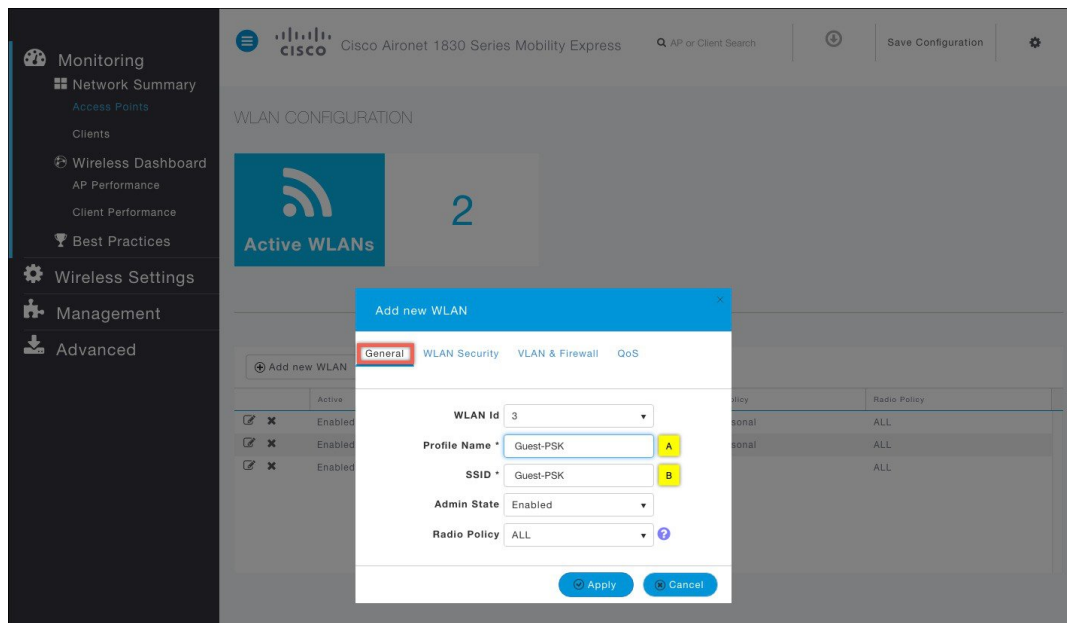 Monitoring
Network Summary
Access Points
Clients
Wireless Dashboard
AP Performance
Client Performance
Best Practices
Wireless Settings
Management
Advanced
CISCO Cisco Aironet 1830 Series Mobility Express
AP or Client Search
Save Configuration
WLAN CONFIGURATION
Active WLANs
2
Add new WLAN
Active
olicy
Radio Policy
Enabled
sonal
ALL
Enabled
sonal
ALL
Enabled
ALL
Add new WLAN
×
General
WLAN Security
VLAN & Firewall
QoS
WLAN Id 3
Profile Name * Guest-PSK A
SSID * Guest-PSK B
Admin State Enabled
Radio Policy ALL ?
Apply
Cancel